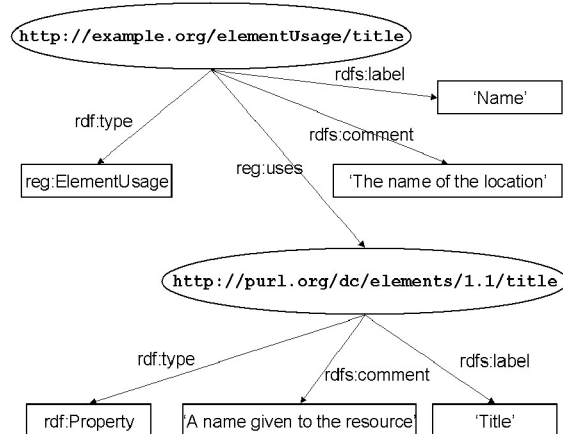 http://example.org/elementUsage/title
rdfs:label
'Name'
rdf:type
rdfs:comment
reg:uses
reg:ElementUsage
'The name of the location'
http://purl.org/dc/elements/1.1/title
rdf:type
rdfs:comment
rdfs:label
rdf:Property
'A name given to the resource'
'Title'